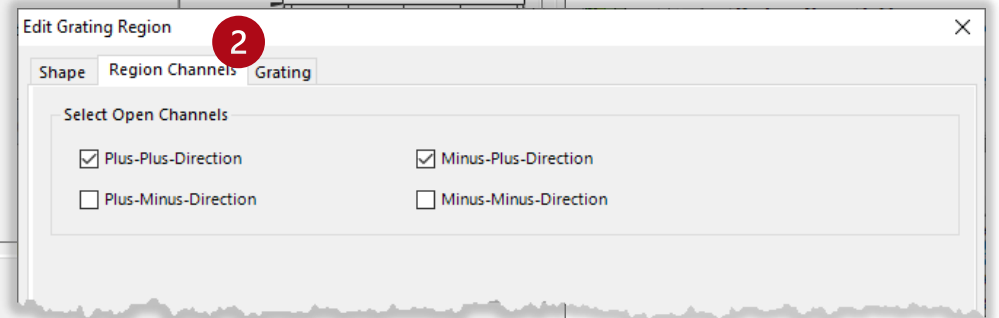 Edit Grating Region
2
Shape Region Channels Grating
Select Open Channels
Plus-Plus-Direction Minus-Plus-Direction
Plus-Minus-Direction Minus-Minus-Direction